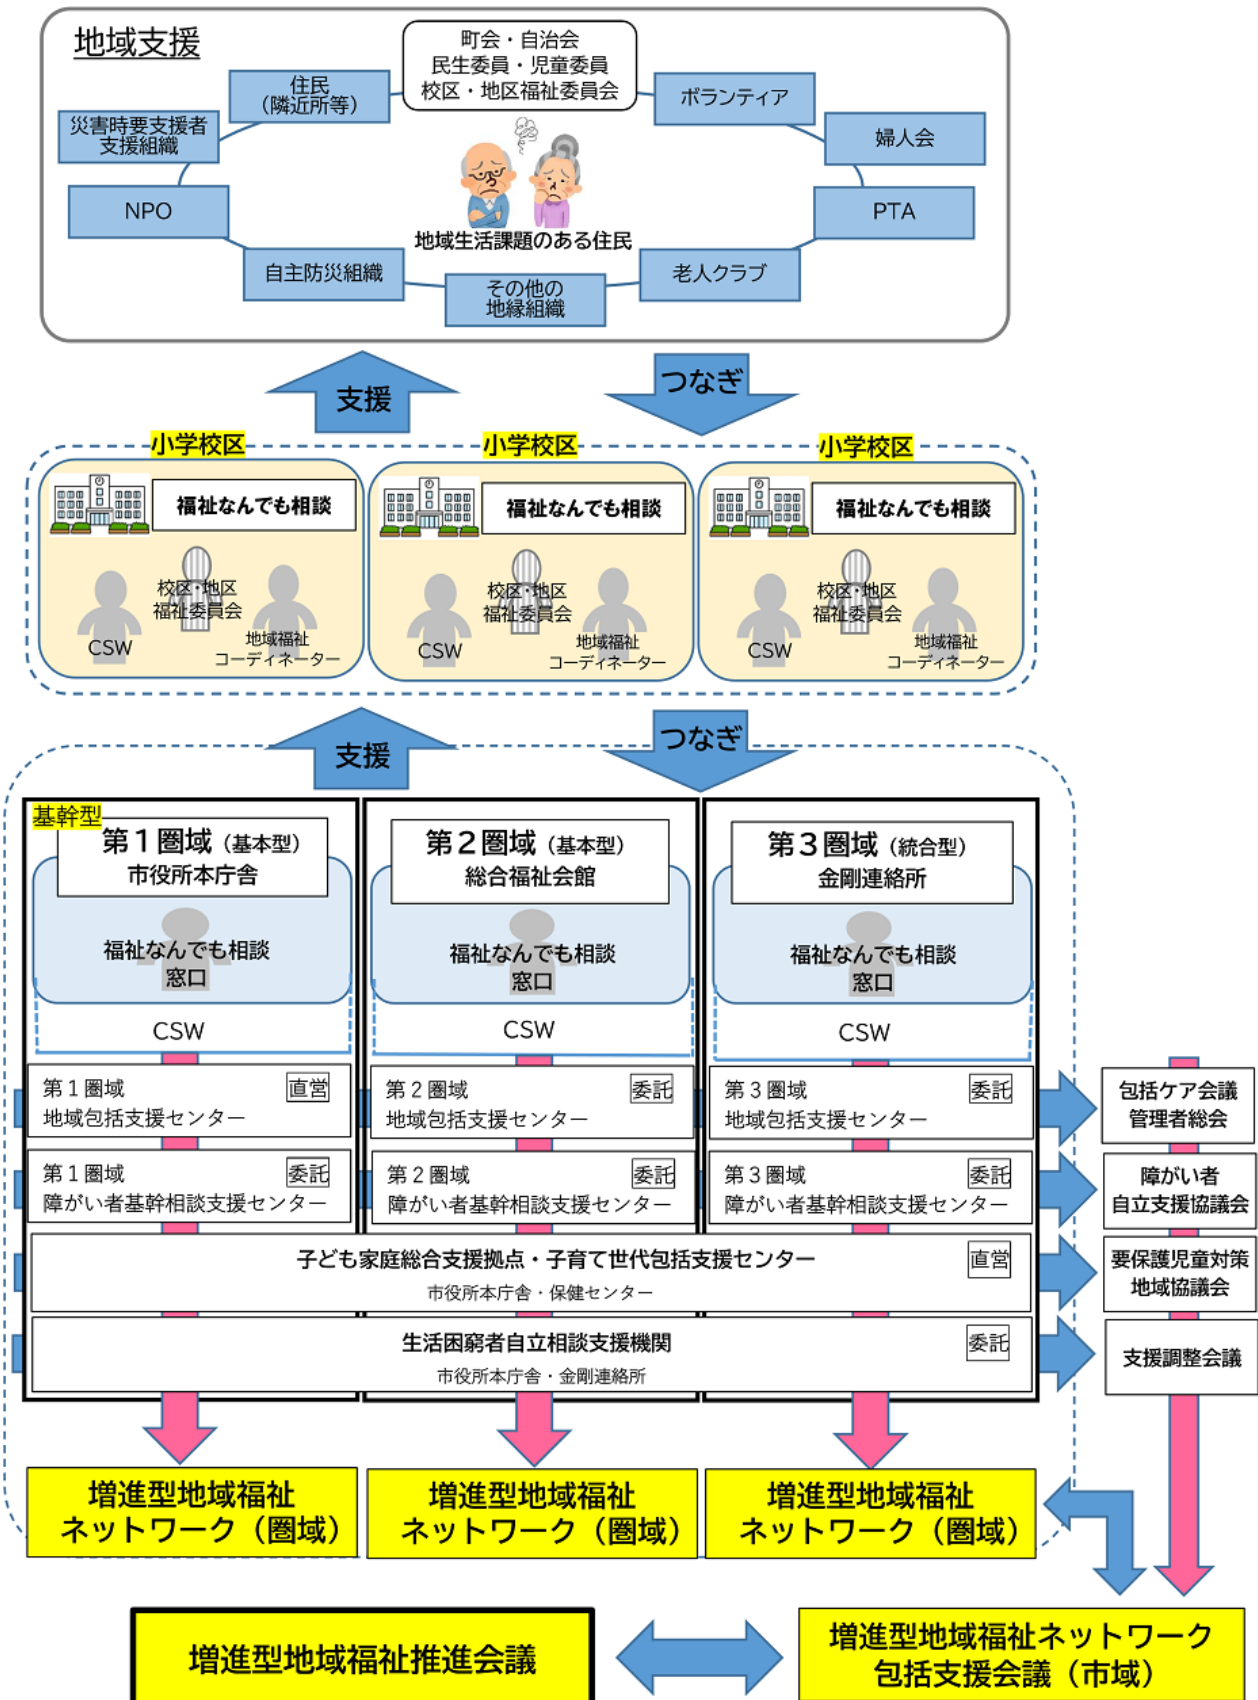 地域支援
町会・自治会
民生委員・児童委員
校区・地区福祉委員会
住民
（隣近所等）
ボランティア
災害時要支援者
支援組織
婦人会
NPO
PTA
地域生活課題のある住民
自主防災組織
老人クラブ
その他の
地縁組織
支援
つなぎ
小学校区
小学校区
小学校区
福祉なんでも相談
校区・地区
福祉委員会
CSW
地域福祉
コーディネーター
福祉なんでも相談
校区・地区
福祉委員会
CSW
地域福祉
コーディネーター
福祉なんでも相談
校区・地区
福祉委員会
CSW
地域福祉
コーディネーター
支援
つなぎ
基幹型
第１圏域（基本型）
市役所本庁舎
福祉なんでも相談
窓口
CSW
第２圏域（基本型）
総合福祉会館
福祉なんでも相談
窓口
CSW
第３圏域（統合型）
金剛連絡所
福祉なんでも相談
窓口
CSW
第１圏域
直営
地域包括支援センター
第２圏域
委託
地域包括支援センター
第３圏域
委託
地域包括支援センター
包括ケア会議
管理者総会
第１圏域
委託
障がい者基幹相談支援センター
第２圏域
委託
障がい者基幹相談支援センター
第３圏域
委託
障がい者基幹相談支援センター
障がい者
自立支援協議会
子ども家庭総合支援拠点・子育て世代包括支援センター
直営
市役所本庁舎・保健センター
要保護児童対策
地域協議会
生活困窮者自立相談支援機関
委託
市役所本庁舎・金剛連絡所
支援調整会議
増進型地域福祉
ネットワーク（圏域）
増進型地域福祉
ネットワーク（圏域）
増進型地域福祉
ネットワーク（圏域）
増進型地域福祉推進会議
増進型地域福祉ネットワーク
包括支援会議（市域）